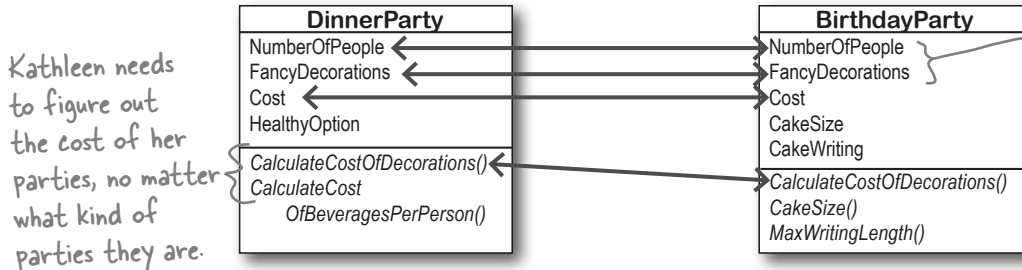 Kathleen needs
to figure out
the cost of her
parties, no matter
what kind of
parties they are.
DinnerParty
NumberOfPeople
FancyDecorations
Cost
HealthyOption
CalculateCostOfDecorations()
CalculateCost
OfBeveragesPerPerson()
BirthdayParty
NumberOfPeople
FancyDecorations
Cost
CakeSize
CakeWriting
CalculateCostOfDecorations()
CakeSize()
MaxWritingLength()